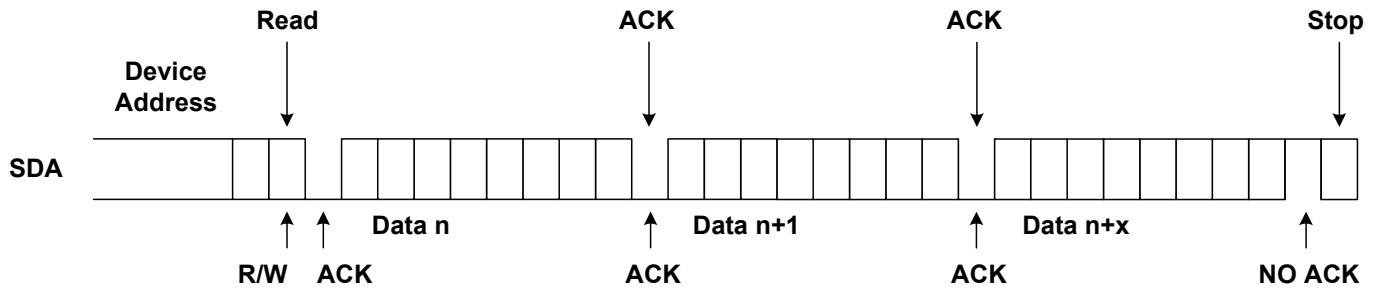 Read ACK ACK Stop
Device
Address
SDA
Data n Data n+1 Data n+x
R/W ACK ACK ACK NO ACK